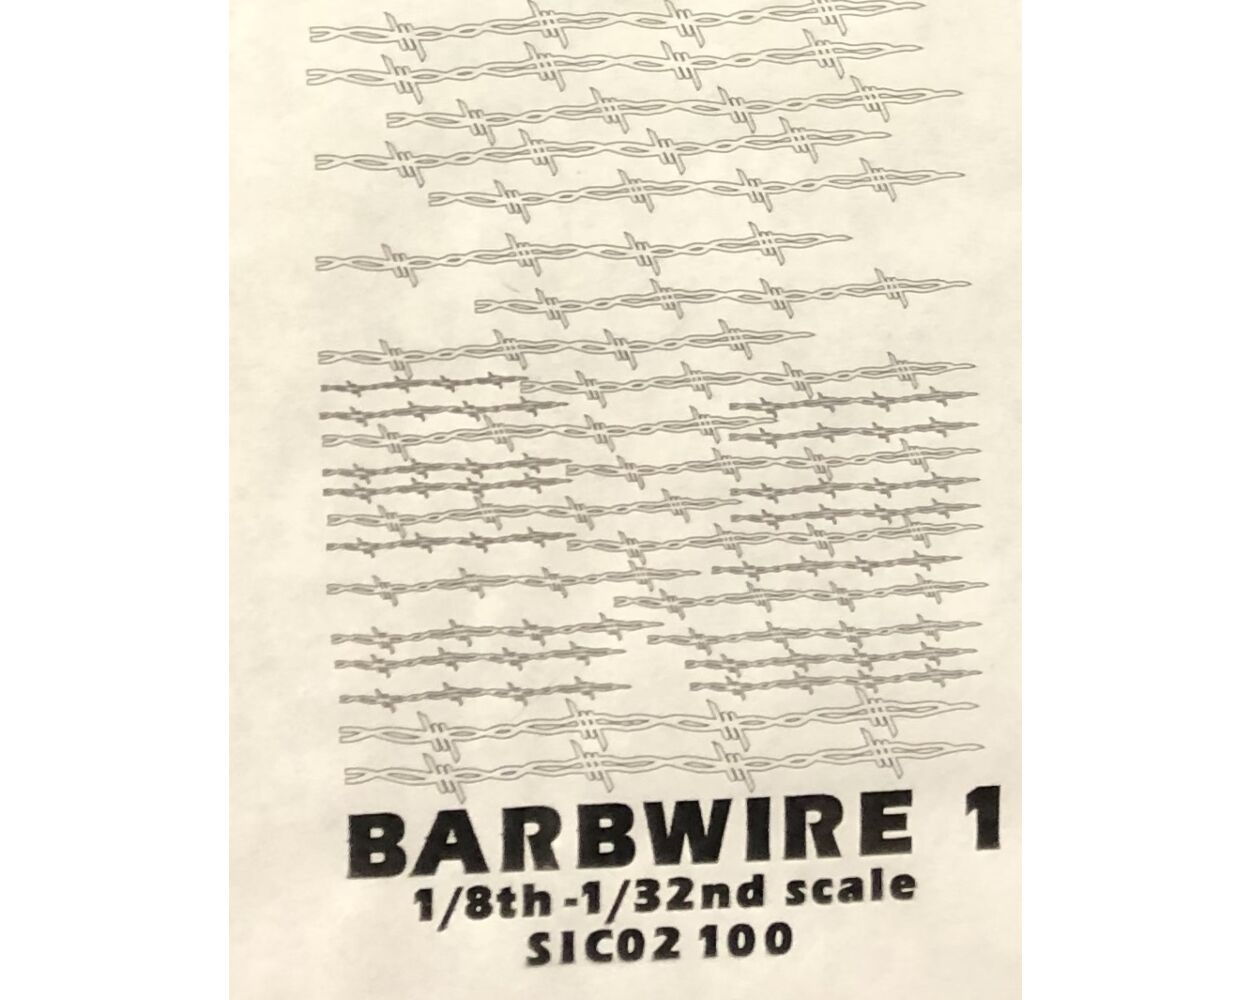 BARBWIRE 1
1/8th-1/32nd scale
SIC02 100